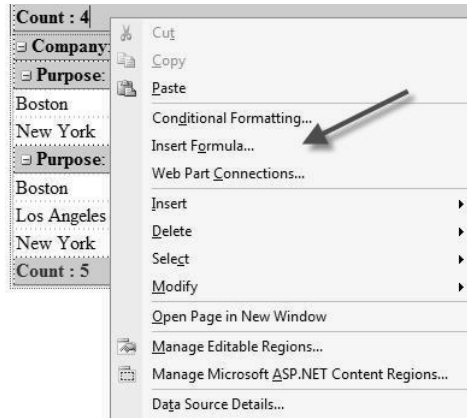 Count : 4
Company:
Purpose:
Boston
New York
Purpose:
Boston
Los Angeles
New York
Count : 5
Cut
Copy
Paste
Conditional Formatting...
Insert Formula...
Web Part Connections...
Insert
Delete
Select
Modify
Open Page in New Window
Manage Editable Regions...
Manage Microsoft ASP.NET Content Regions...
Data Source Details...